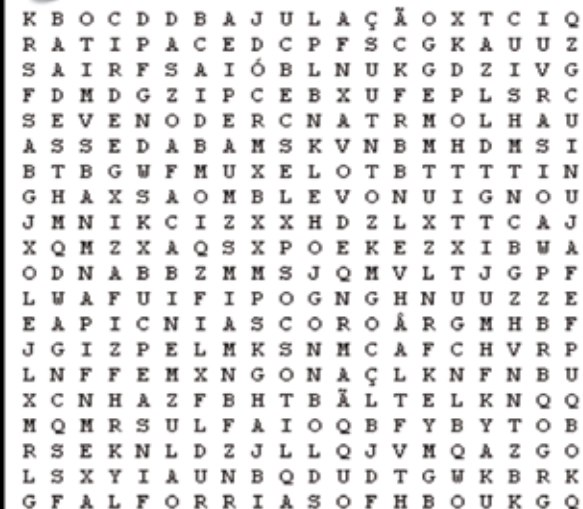 K B O C D D B A J U L A Ç Ã O X T C I Q
R A T I P A C E D C P F S C G K A U U Z
S A I R F S A I Ó B L N U K G D Z I V G
F D M D G Z I P C E B X U F E P L S R C
S E V E N O D E R C N A T R M O L H A U
A S S E D A B A M S K V N B M H D M S I
B T B G W F M U X E L O T B T T T T I N
G H A X S A O M B L E V O N U I G N O U
J M N I K C I Z X X H D Z L X T T C A J
X Q M Z X A Q S X P O E K E Z X I B W A
O D N A B B Z M M S J Q M V L T J G P F
L W A F U I F I P O G N G H N U U Z Z E
E A P I C N I A S C O R O Â R G M H B F
J G I Z P E L M K S N M C A F C H V R P
L N F F E M X N G O N A Ç L K N F N B U
X C N H A Z F B H T B Ã L T E L K N Q Q
M Q M R S U L F A I O Q B F Y B Y T O B
R S E K N L D Z J L L Q J V M Q A Z G O
L S X Y I A U N B Q D U D T G W K B R K
G F A L F O R R I A S O F H B O U K G Q